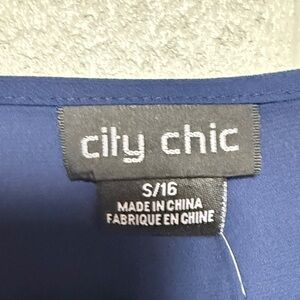 city chic
S/16
MADE IN CHINA
FABRIQUE EN CHINE